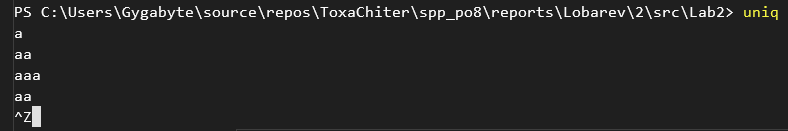 PS C:\Users\Gygabyte\source\repos\ToxaChiter\spp_po8\reports\Lobarev\2\src\Lab2> uniq
a
aa
aaa
aa
^Z